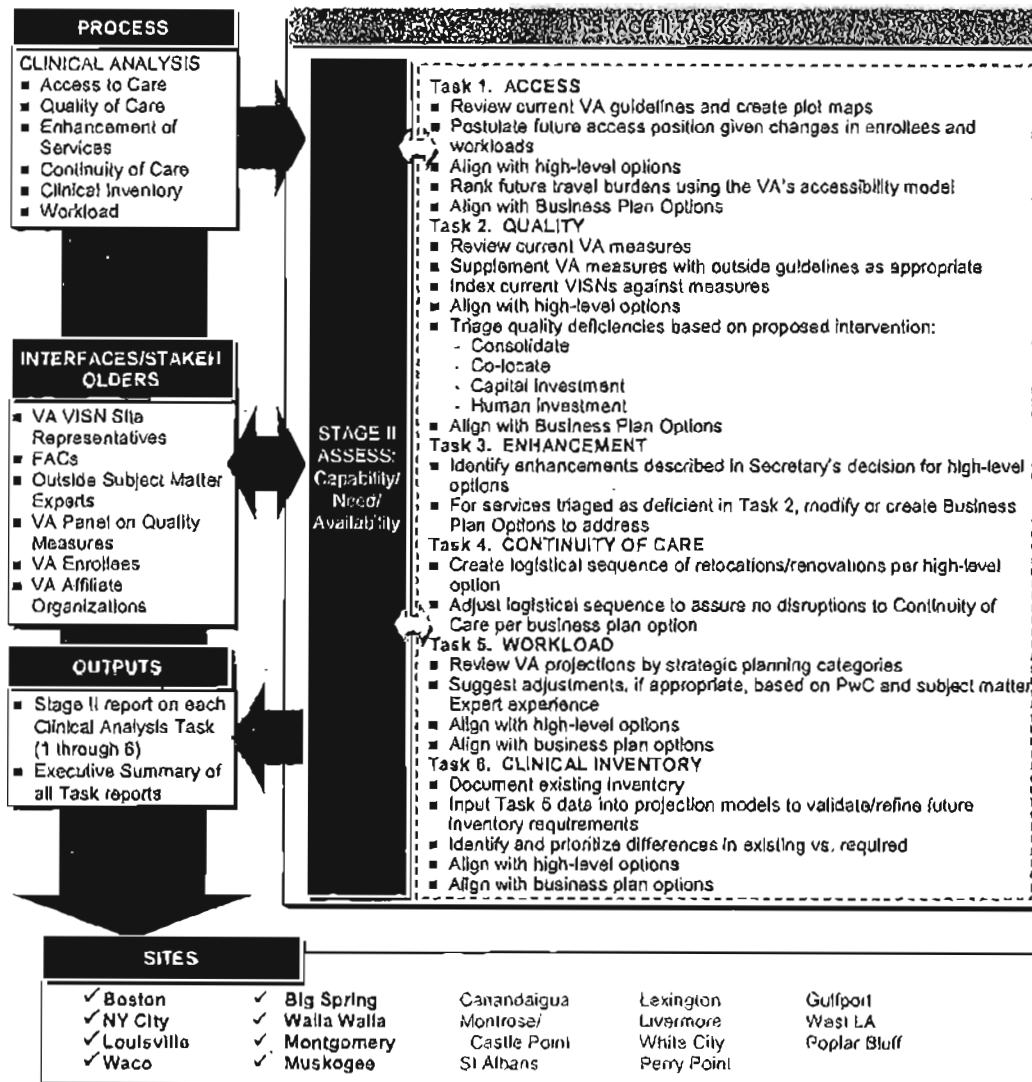 PROCESS
CLINICAL ANALYSIS
■ Access to Care
■ Quality of Care
■ Enhancement of
Services
■ Continuity of Care
■ Clinical Inventory
■ Workload
INTERFACES/STAKEH
OLDERS
■ VA VISN Site
Representatives
■ FACs
■ Outside Subject Matter
Experts
■ VA Panel on Quality
Measures
■ VA Enrollees
■ VA Affiliate
Organizations
OUTPUTS
■ Stage II report on each
Clinical Analysis Task
(1 through 6)
■ Executive Summary of
all Task reports
STAGE II TASKS
STAGE II
ASSESS:
Capability/
Need/
Availability
Task 1. ACCESS
■ Review current VA guidelines and create plot maps
■ Postulate future access position given changes in enrollees and
workloads
■ Align with high-level options
■ Rank future travel burdens using the VA's accessibility model
■ Align with Business Plan Options
Task 2. QUALITY
■ Review current VA measures
■ Supplement VA measures with outside guidelines as appropriate
■ Index current VISNs against measures
■ Align with high-level options
■ Triage quality deficiencies based on proposed intervention:
- Consolidate
- Co-locate
- Capital Investment
- Human Investment
■ Align with Business Plan Options
Task 3. ENHANCEMENT
■ Identify enhancements described in Secretary's decision for high-level
options
■ For services triaged as deficient in Task 2, modify or create Business
Plan Options to address
Task 4. CONTINUITY OF CARE
■ Create logistical sequence of relocations/renovations per high-level
option
■ Adjust logistical sequence to assure no disruptions to Continuity of
Care per business plan option
Task 5. WORKLOAD
■ Review VA projections by strategic planning categories
■ Suggest adjustments, if appropriate, based on PwC and subject matter
Expert experience
■ Align with high-level options
■ Align with business plan options
Task 6. CLINICAL INVENTORY
■ Document existing Inventory
■ Input Task 5 data into projection models to validate/refine future
Inventory requirements
■ Identify and prioritize differences in existing vs. required
■ Align with high-level options
■ Align with business plan options
SITES
✓ Boston ✓ Big Spring Canandaigua Lexington Gulfport
✓ NY City ✓ Walla Walla Montrose/ Livermore West LA
✓ Louisville ✓ Montgomery Castle Point White City Poplar Bluff
✓ Waco ✓ Muskogee St Albans Perry Point